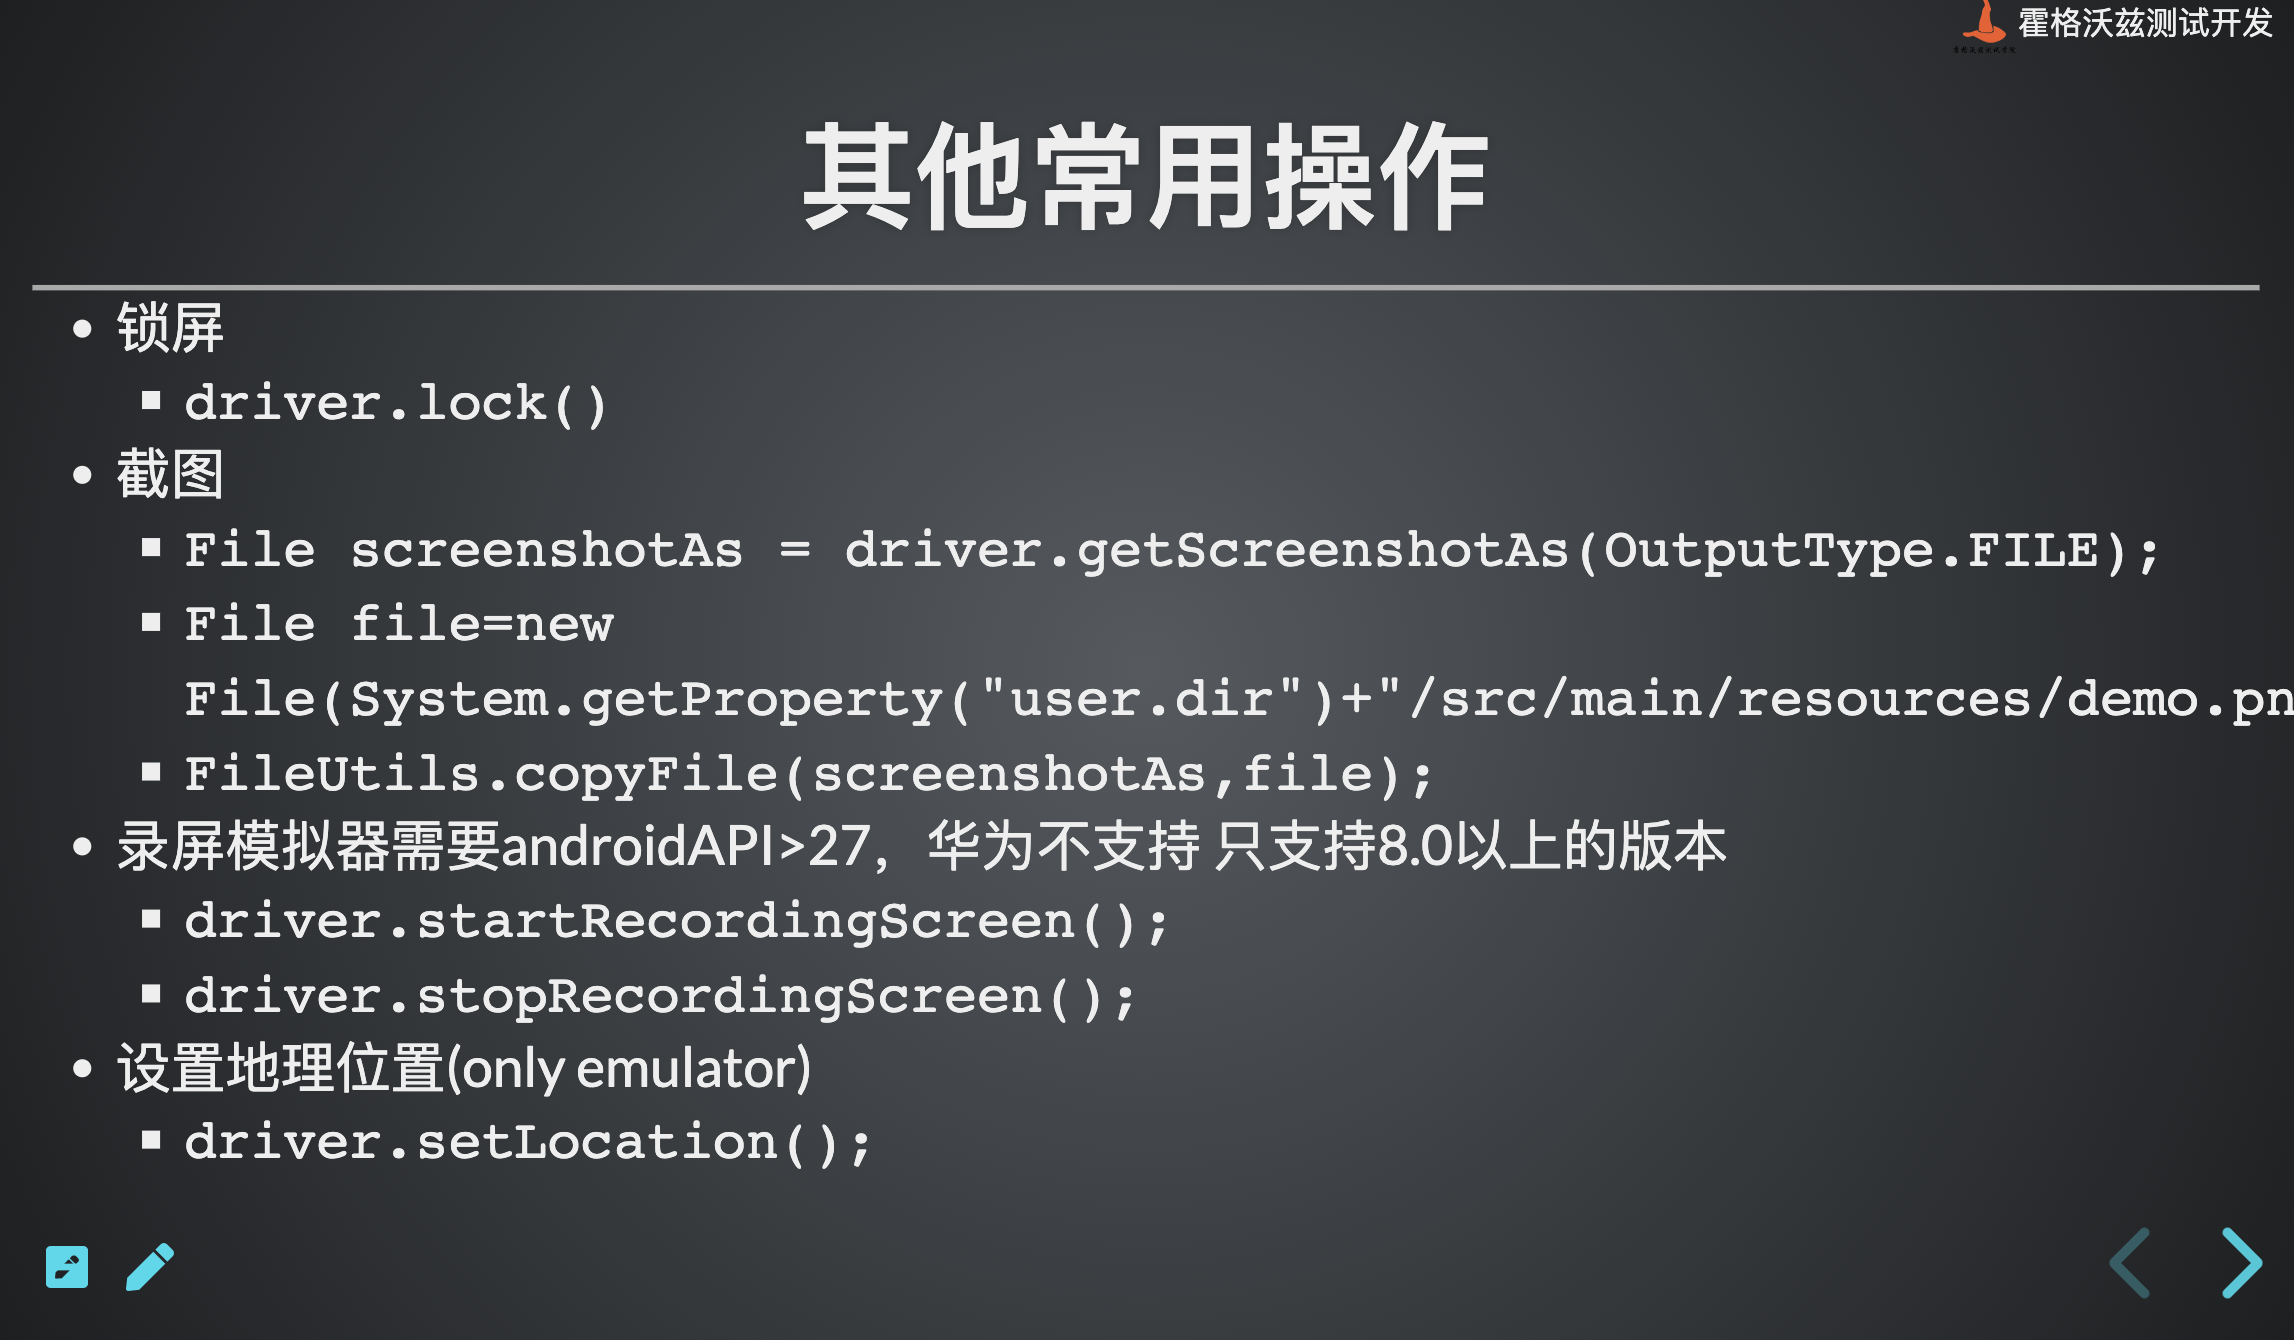 霍格沃兹测试开发
其他常用操作
锁屏
driver.lock()
截图
File screenshotAs = driver.getScreenshotAs(OutputType.FILE);
File file=new
File(System.getProperty("user.dir")+"/src/main/resources/demo.pn
FileUtils.copyFile(screenshotAs,file);
录屏模拟器需要androidAPI>27，华为不支持 只支持8.0以上的版本
driver.startRecordingScreen();
driver.stopRecordingScreen();
设置地理位置(only emulator)
driver.setLocation();